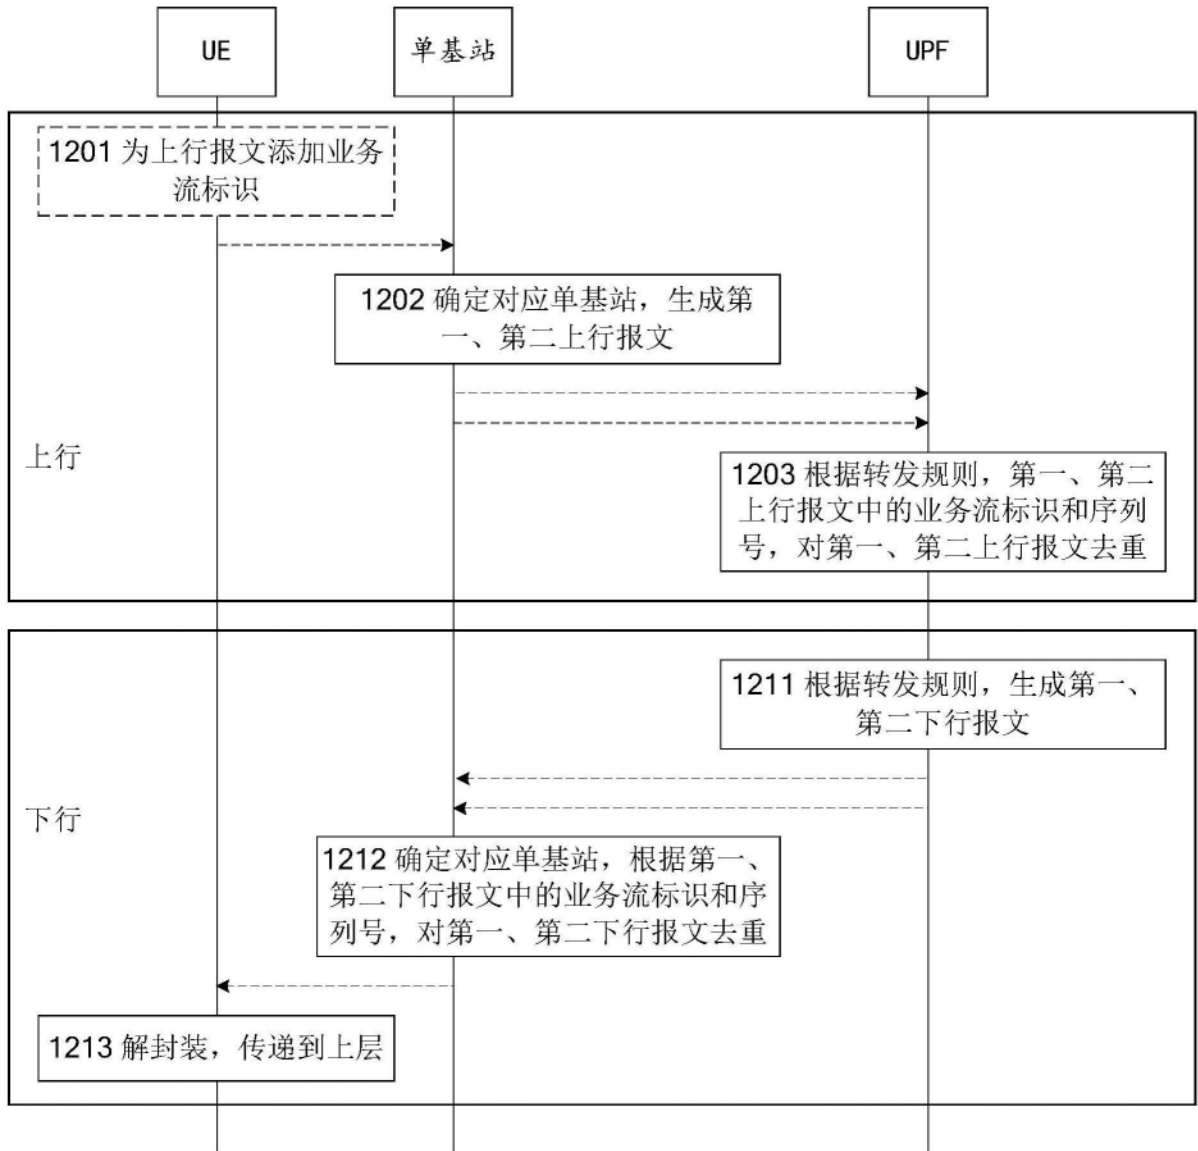 UE
单基站
UPF
1201 为上行报文添加业务
流标识
1202 确定对应单基站，生成第
一、第二上行报文
上行
1203 根据转发规则，第一、第二
上行报文中的业务流标识和序列
号，对第一、第二上行报文去重
1211 根据转发规则，生成第一、
第二下行报文
下行
1212 确定对应单基站，根据第一、
第二下行报文中的业务流标识和序
列号，对第一、第二下行报文去重
1213 解封装，传递到上层